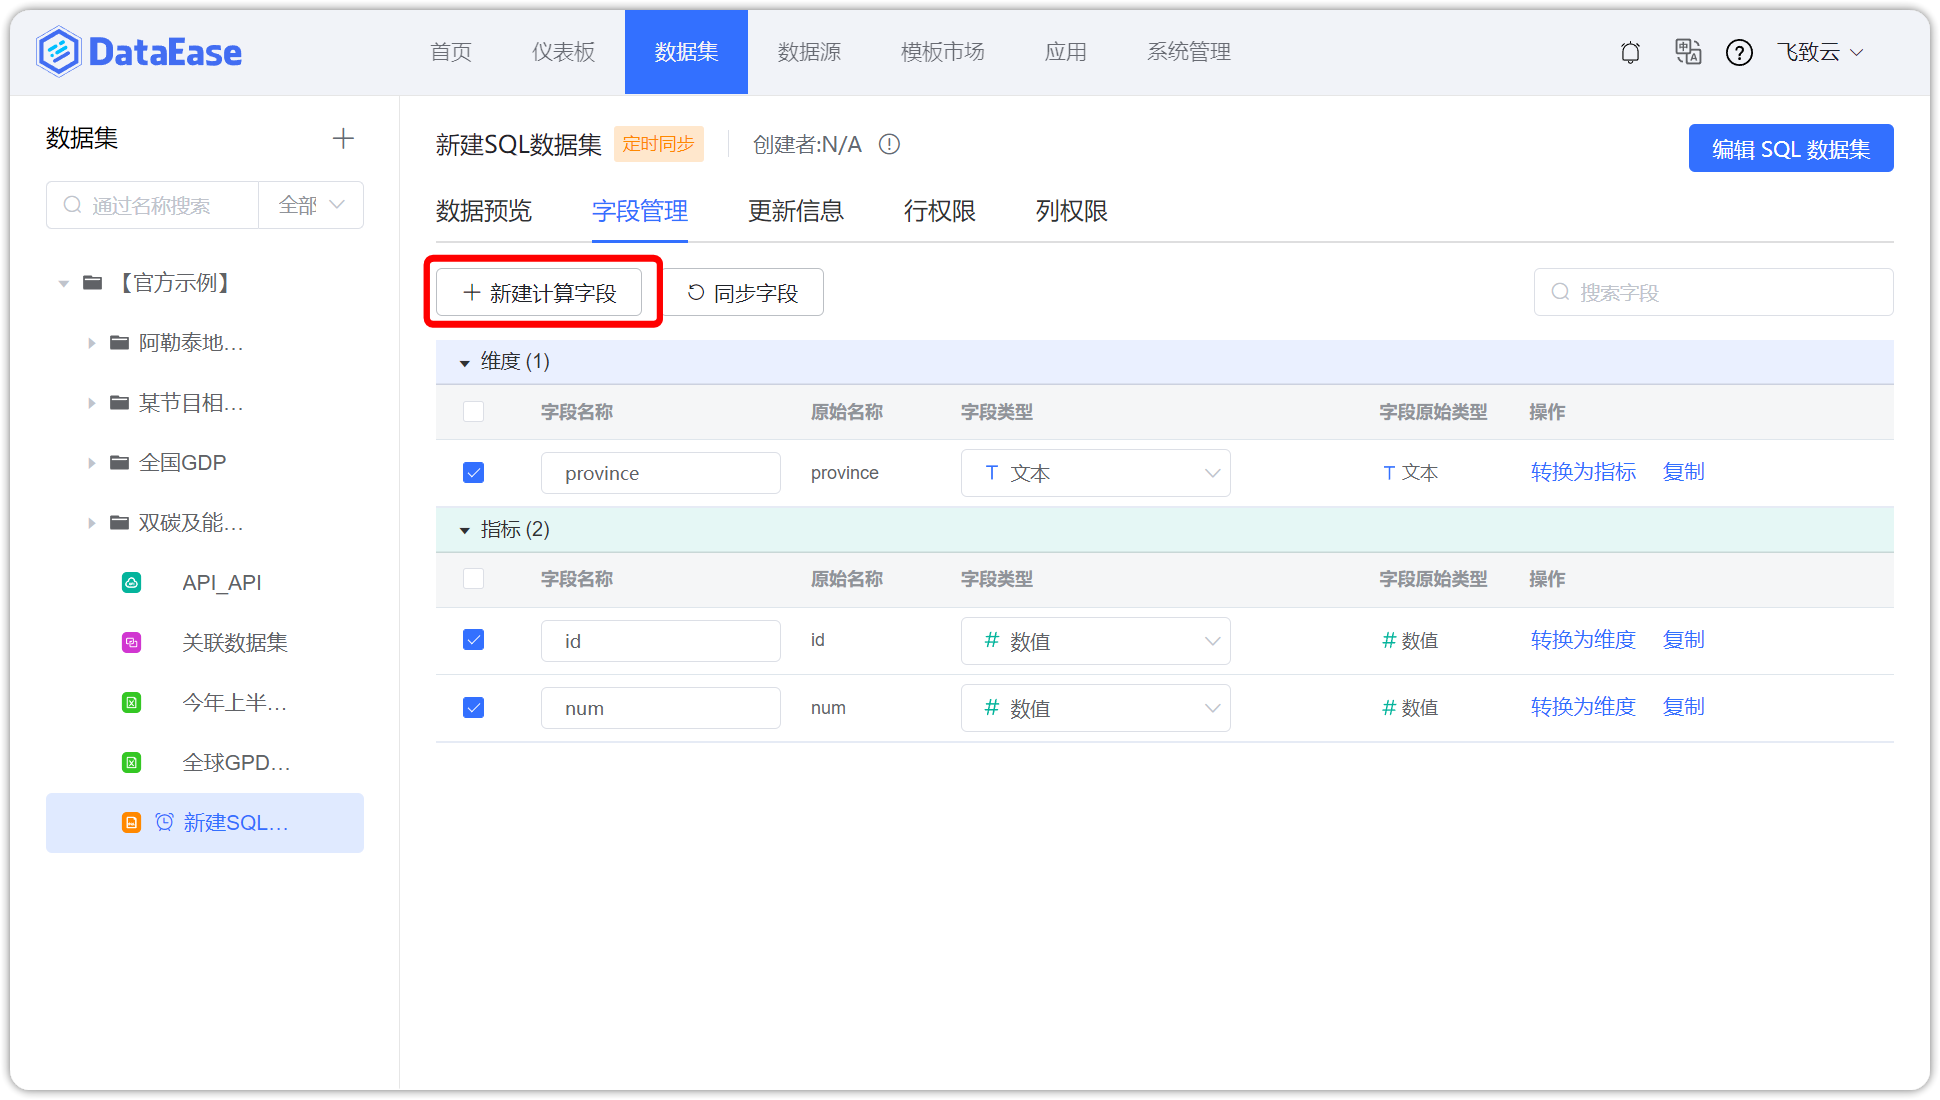 DataEase 首页 仪表板 数据集 数据源 模板市场 应用 系统管理 飞致云
数据集
通过名称搜索 全部
【官方示例】
阿勒泰地...
某节目相...
全国GDP
双碳及能...
API_API
关联数据集
今年上半...
全球GPD...
新建SQL...
新建SQL数据集 定时同步 创建者:N/A
编辑 SQL 数据集
数据预览 字段管理 更新信息 行权限 列权限
新建计算字段 同步字段 搜索字段
维度 (1)
字段名称 原始名称 字段类型 字段原始类型 操作
province province T 文本 T 文本 转换为指标 复制
指标 (2)
字段名称 原始名称 字段类型 字段原始类型 操作
id id # 数值 # 数值 转换为维度 复制
num num # 数值 # 数值 转换为维度 复制